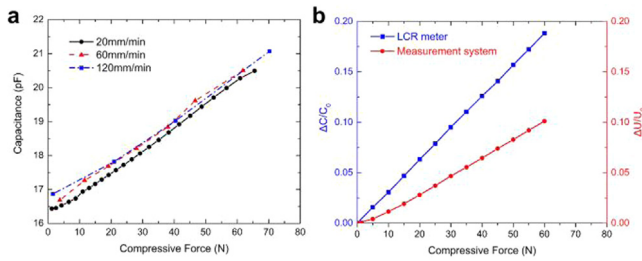 a
20mm/min
60mm/min
120mm/min
Capacitance (pF)
22
21
20
19
18
17
16
0 10 20 30 40 50 60 70 80
Compressive Force (N)
b
LCR meter
Measurement system
ΔC/C₀
0.20
0.15
0.10
0.05
0.00
0 10 20 30 40 50 60 70 80
Compressive Force (N)
0.20
0.15
0.10
0.05
0.00
ΔU/U₀